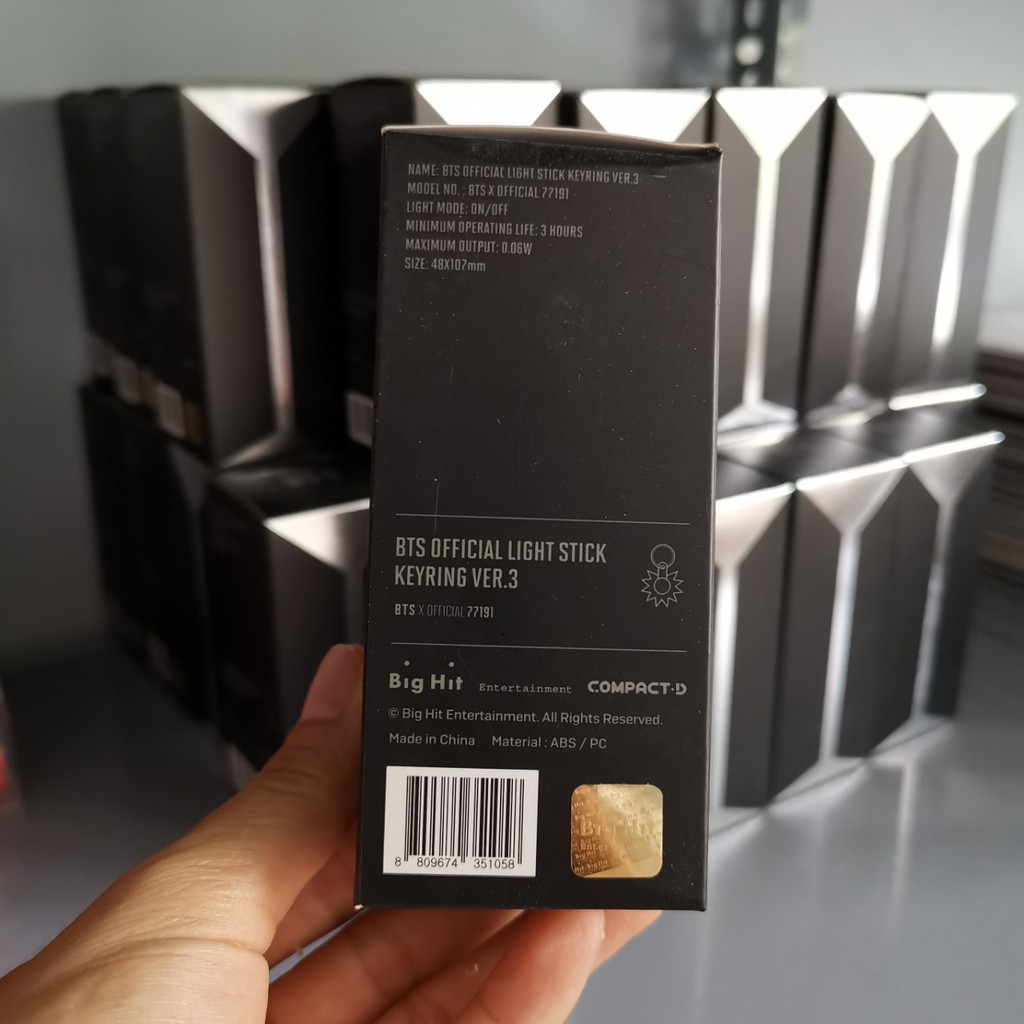 NAME: BTS OFFICIAL LIGHT STICK KEYRING VER.3
MODEL NO. : BTS X OFFICIAL 77191
LIGHT MODE: ON/OFF
MINIMUM OPERATING LIFE: 3 HOURS
MAXIMUM OUTPUT: 0.06W
SIZE: 48X107mm
BTS OFFICIAL LIGHT STICK
KEYRING VER.3
BTS X OFFICIAL 77191
Big Hit Entertainment COMPACT·D
© Big Hit Entertainment. All Rights Reserved.
Made in China Material : ABS / PC
8 809674 351058
Big Hit